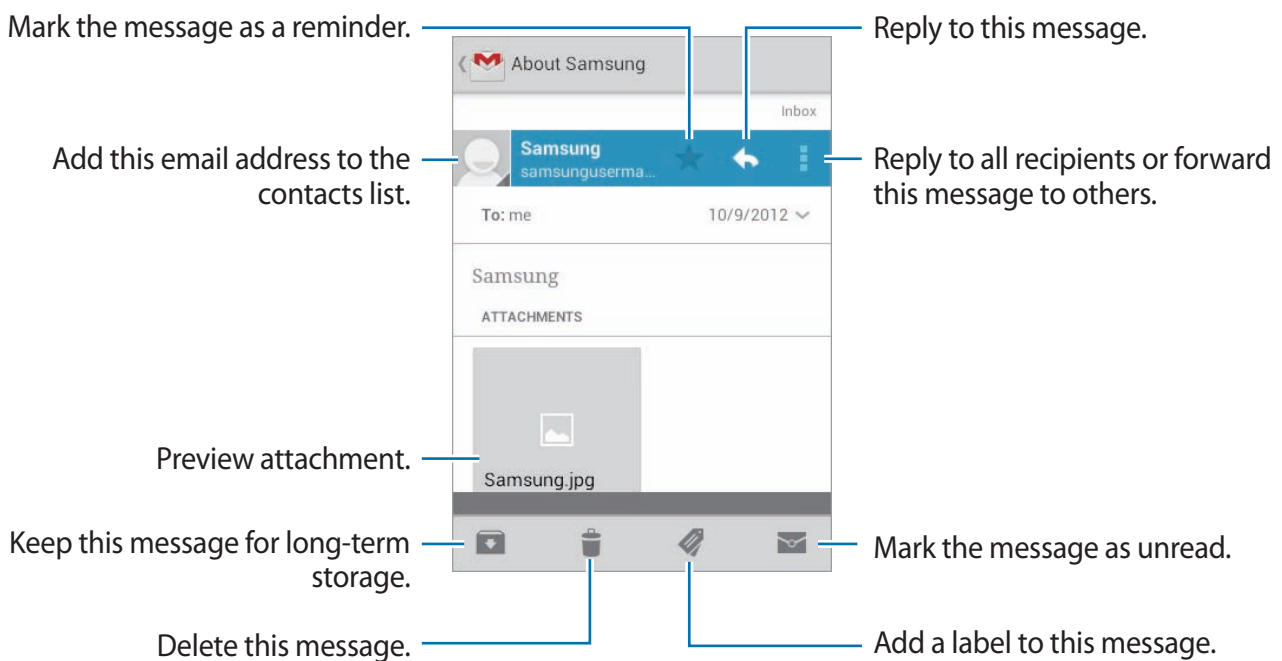 Mark the message as a reminder.
Reply to this message.
About Samsung
Inbox
Add this email address to the
contacts list.
Samsung
samsunguserma...
Reply to all recipients or forward
this message to others.
To: me
10/9/2012
Samsung
ATTACHMENTS
Preview attachment.
Samsung.jpg
Keep this message for long-term
storage.
Mark the message as unread.
Delete this message.
Add a label to this message.